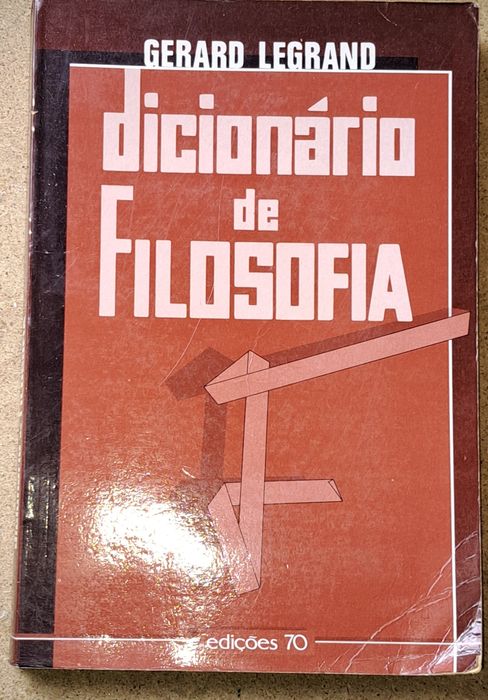 GERARD LEGRAND
dicionário
de
FILOSOFIA
edições 70